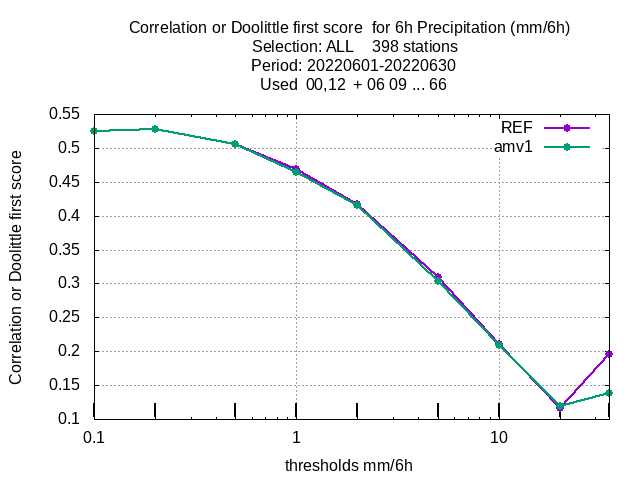 Correlation or Doolittle first score  for 6h Precipitation (mm/6h)
Selection: ALL    398 stations
Period: 20220601-20220630
Used  00,12  + 06 09 ... 66
REF
amv1
Correlation or Doolittle first score
0.55
0.5
0.45
0.4
0.35
0.3
0.25
0.2
0.15
0.1
0.1
1
10
thresholds mm/6h